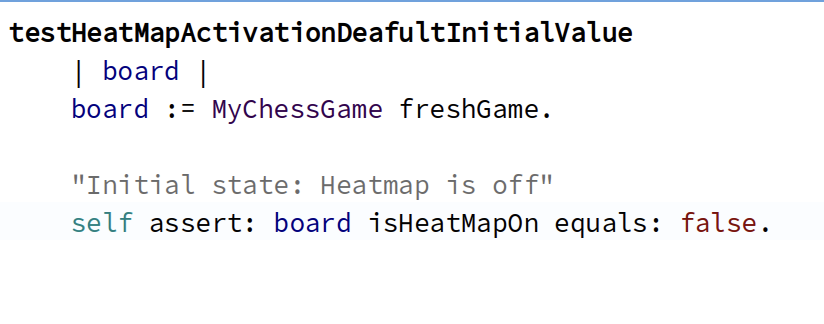 testHeatMapActivationDeafultInitialValue
| board |
board := MyChessGame freshGame.
"Initial state: Heatmap is off"
self assert: board isHeatMapOn equals: false.